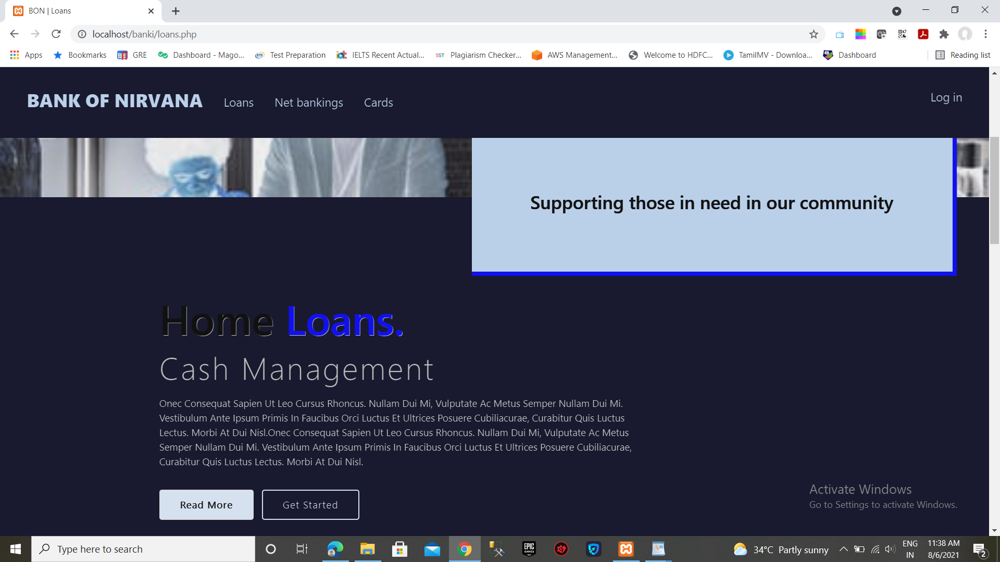 BON | Loans
localhost/banki/loans.php
Apps
Bookmarks
GRE
Dashboard - Mago...
ETS
Test Preparation
IELTS Recent Actual...
SST
Plagiarism Checker...
AWS Management...
Welcome to HDFC...
TamilMV - Downloa...
Dashboard
Reading list
BANK OF NIRVANA
Loans
Net bankings
Cards
Log in
Supporting those in need in our community
Home Loans.
Cash Management
Onec Consequat Sapien Ut Leo Cursus Rhoncus. Nullam Dui Mi, Vulputate Ac Metus Semper Nullam Dui Mi.
Vestibulum Ante Ipsum Primis In Faucibus Orci Luctus Et Ultrices Posuere Cubiliacurae, Curabitur Quis Luctus
Lectus. Morbi At Dui Nisl.Onec Consequat Sapien Ut Leo Cursus Rhoncus. Nullam Dui Mi, Vulputate Ac Metus
Semper Nullam Dui Mi. Vestibulum Ante Ipsum Primis In Faucibus Orci Luctus Et Ultrices Posuere Cubiliacurae,
Curabitur Quis Luctus Lectus. Morbi At Dui Nisl.
Read More
Get Started
Activate Windows
Go to Settings to activate Windows.
Type here to search
EPIC
GAMES
34°C Partly sunny
ENG
IN
11:38 AM
8/6/2021
2